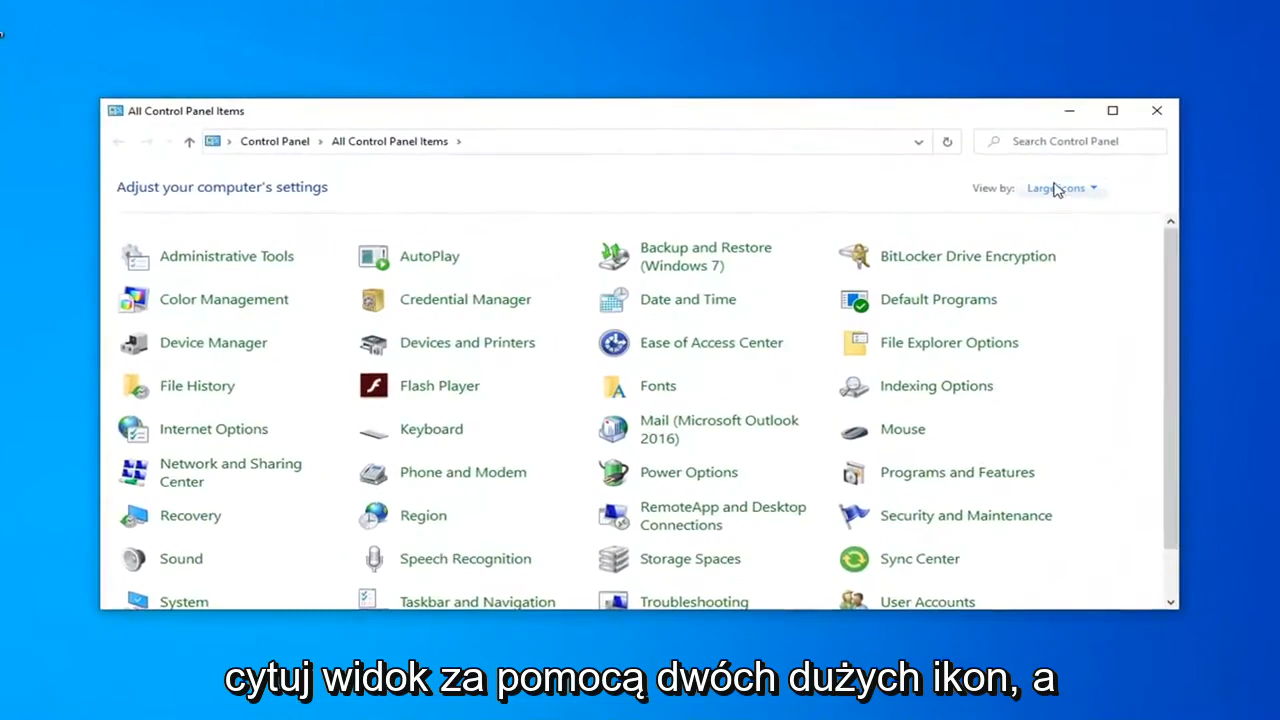 All Control Panel Items
Control Panel > All Control Panel Items >
Search Control Panel
Adjust your computer's settings
View by: Large icons
Administrative Tools
AutoPlay
Backup and Restore
(Windows 7)
BitLocker Drive Encryption
Color Management
Credential Manager
Date and Time
Default Programs
Device Manager
Devices and Printers
Ease of Access Center
File Explorer Options
File History
Flash Player
Fonts
Indexing Options
Internet Options
Keyboard
Mail (Microsoft Outlook
2016)
Mouse
Network and Sharing
Center
Phone and Modem
Power Options
Programs and Features
Recovery
Region
RemoteApp and Desktop
Connections
Security and Maintenance
Sound
Speech Recognition
Storage Spaces
Sync Center
System
Taskbar and Navigation
Troubleshooting
User Accounts
cytuj widok za pomocą dwóch dużych ikon, a